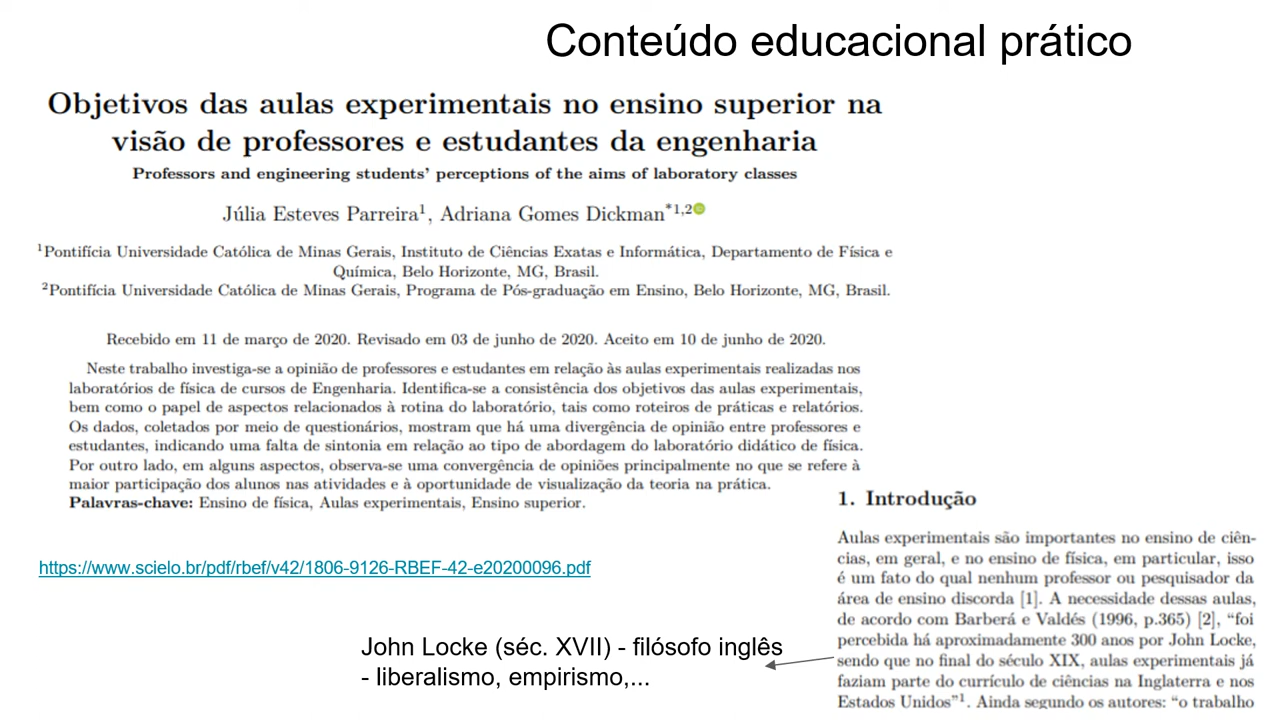 Conteúdo educacional prático
Objetivos das aulas experimentais no ensino superior na
visão de professores e estudantes da engenharia
Professors and engineering students' perceptions of the aims of laboratory classes
Júlia Esteves Parreira¹, Adriana Gomes Dickman*1,2
¹Pontifícia Universidade Católica de Minas Gerais, Instituto de Ciências Exatas e Informática, Departamento de Física e
Química, Belo Horizonte, MG, Brasil.
²Pontifícia Universidade Católica de Minas Gerais, Programa de Pós-graduação em Ensino, Belo Horizonte, MG, Brasil.
Recebido em 11 de março de 2020. Revisado em 03 de junho de 2020. Aceito em 10 de junho de 2020.
Neste trabalho investiga-se a opinião de professores e estudantes em relação às aulas experimentais realizadas nos
laboratórios de física de cursos de Engenharia. Identifica-se a consistência dos objetivos das aulas experimentais,
bem como o papel de aspectos relacionados à rotina do laboratório, tais como roteiros de práticas e relatórios.
Os dados, coletados por meio de questionários, mostram que há uma divergência de opinião entre professores e
estudantes, indicando uma falta de sintonia em relação ao tipo de abordagem do laboratório didático de física.
Por outro lado, em alguns aspectos, observa-se uma convergência de opiniões principalmente no que se refere à
maior participação dos alunos nas atividades e à oportunidade de visualização da teoria na prática.
Palavras-chave: Ensino de física, Aulas experimentais, Ensino superior.
https://www.scielo.br/pdf/rbef/v42/1806-9126-RBEF-42-e20200096.pdf
John Locke (séc. XVII) - filósofo inglês
- liberalismo, empirismo,...
1. Introdução
Aulas experimentais são importantes no ensino de ciên-
cias, em geral, e no ensino de física, em particular, isso
é um fato do qual nenhum professor ou pesquisador da
área de ensino discorda [1]. A necessidade dessas aulas,
de acordo com Barberá e Valdés (1996, p.365) [2], "foi
percebida há aproximadamente 300 anos por John Locke,
sendo que no final do século XIX, aulas experimentais já
faziam parte do currículo de ciências na Inglaterra e nos
Estados Unidos"¹. Ainda segundo os autores: "o trabalho